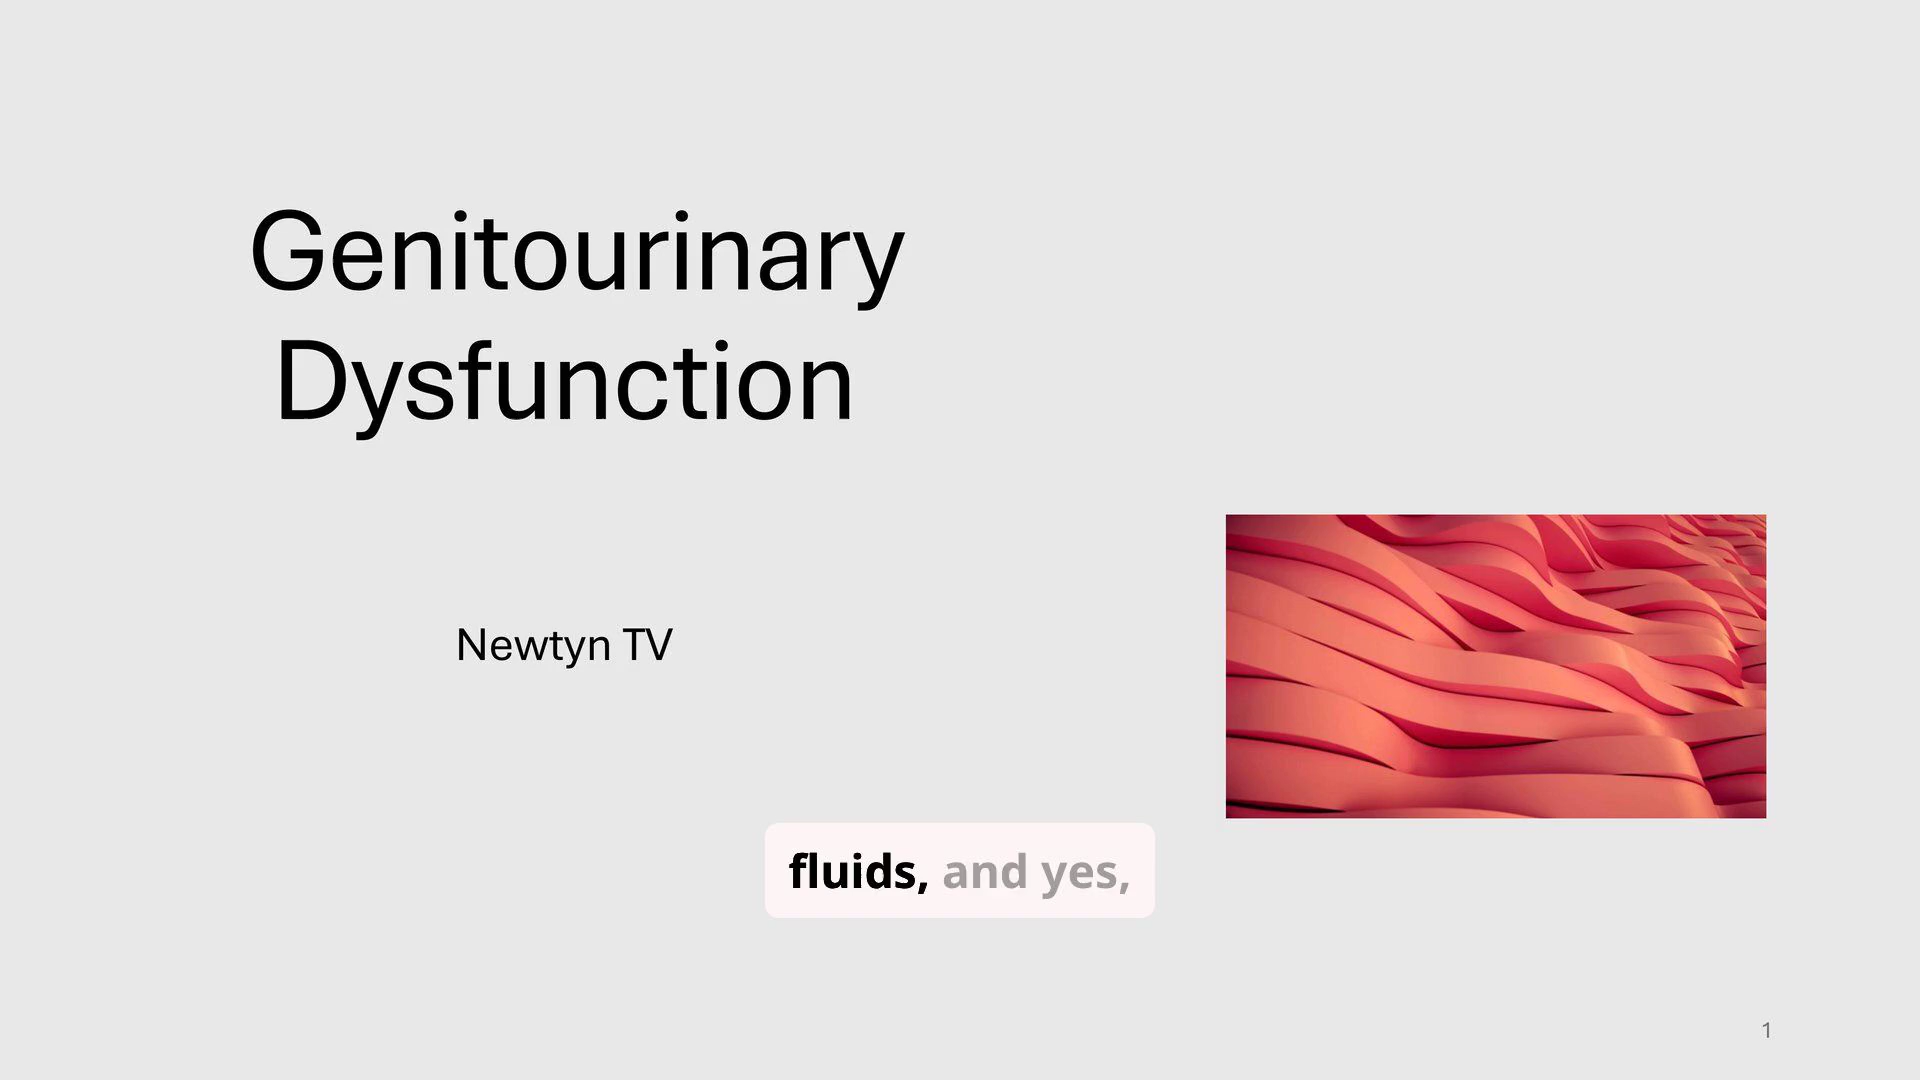 Genitourinary
Dysfunction
Newtyn TV
fluids, and yes,
1